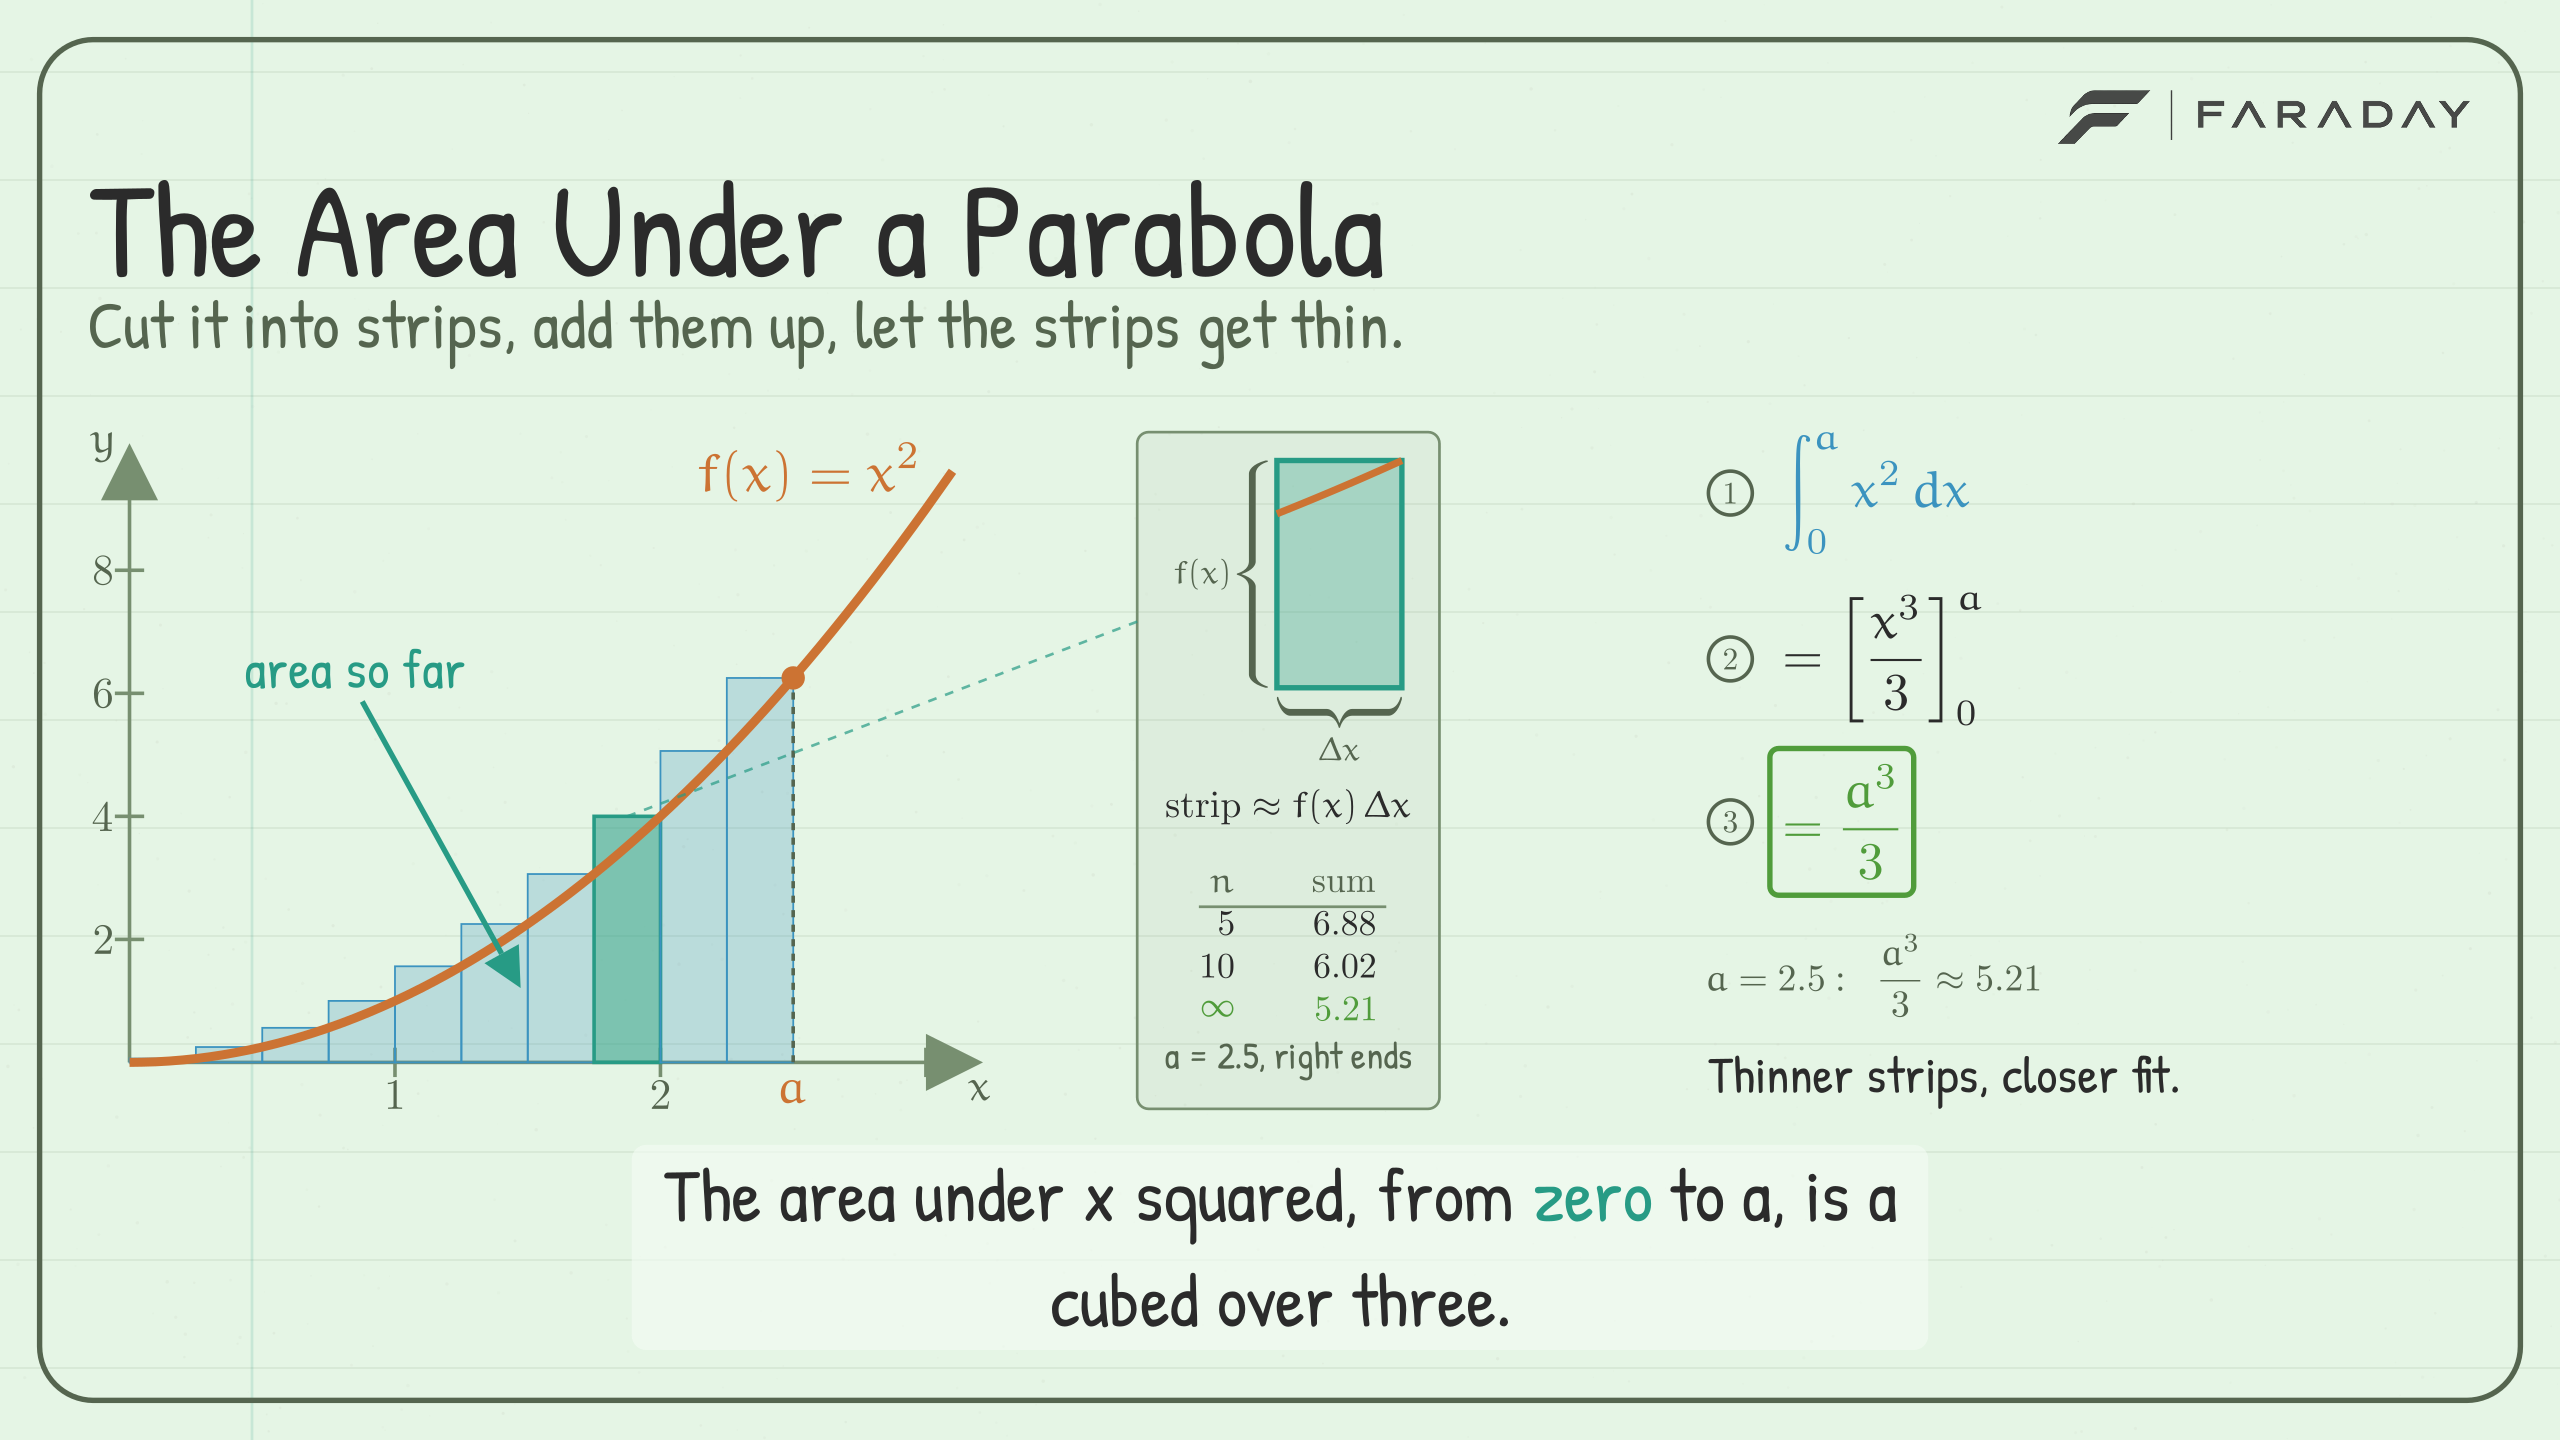 FARADAY
The Area Under a Parabola
Cut it into strips, add them up, let the strips get thin.
y
f(x) = x²
8
6
4
2
area so far
1
2
a
x
f(x)
Δx
strip ≈ f(x) Δx
n sum
5 6.88
10 6.02
∞ 5.21
a = 2.5, right ends
① ∫₀ᵃ x² dx
② = [x³/3]₀ᵃ
③ = a³/3
a = 2.5 : a³/3 ≈ 5.21
Thinner strips, closer fit.
The area under x squared, from zero to a, is a
cubed over three.